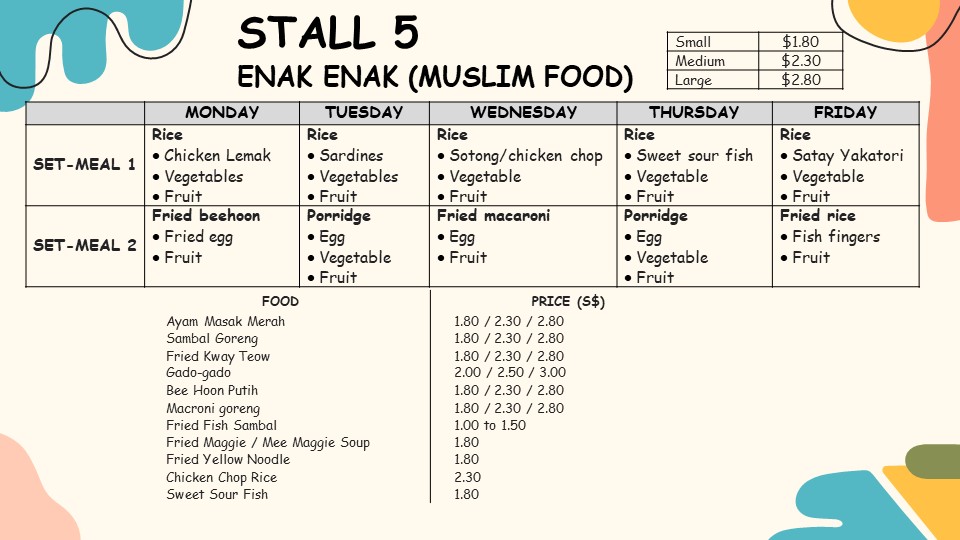 STALL 5
ENAK ENAK (MUSLIM FOOD)
Small $1.80
Medium $2.30
Large $2.80
MONDAY TUESDAY WEDNESDAY THURSDAY FRIDAY
SET-MEAL 1
Rice
• Chicken Lemak
• Vegetables
• Fruit
Rice
• Sardines
• Vegetables
• Fruit
Rice
• Sotong/chicken chop
• Vegetable
• Fruit
Rice
• Sweet sour fish
• Vegetable
• Fruit
Rice
• Satay Yakatori
• Vegetable
• Fruit
SET-MEAL 2
Fried beehoon
• Fried egg
• Fruit
Porridge
• Egg
• Vegetable
• Fruit
Fried macaroni
• Egg
• Fruit
Porridge
• Egg
• Vegetable
• Fruit
Fried rice
• Fish fingers
• Fruit
FOOD PRICE (S$)
Ayam Masak Merah 1.80 / 2.30 / 2.80
Sambal Goreng 1.80 / 2.30 / 2.80
Fried Kway Teow 1.80 / 2.30 / 2.80
Gado-gado 2.00 / 2.50 / 3.00
Bee Hoon Putih 1.80 / 2.30 / 2.80
Macroni goreng 1.80 / 2.30 / 2.80
Fried Fish Sambal 1.00 to 1.50
Fried Maggie / Mee Maggie Soup 1.80
Fried Yellow Noodle 1.80
Chicken Chop Rice 2.30
Sweet Sour Fish 1.80